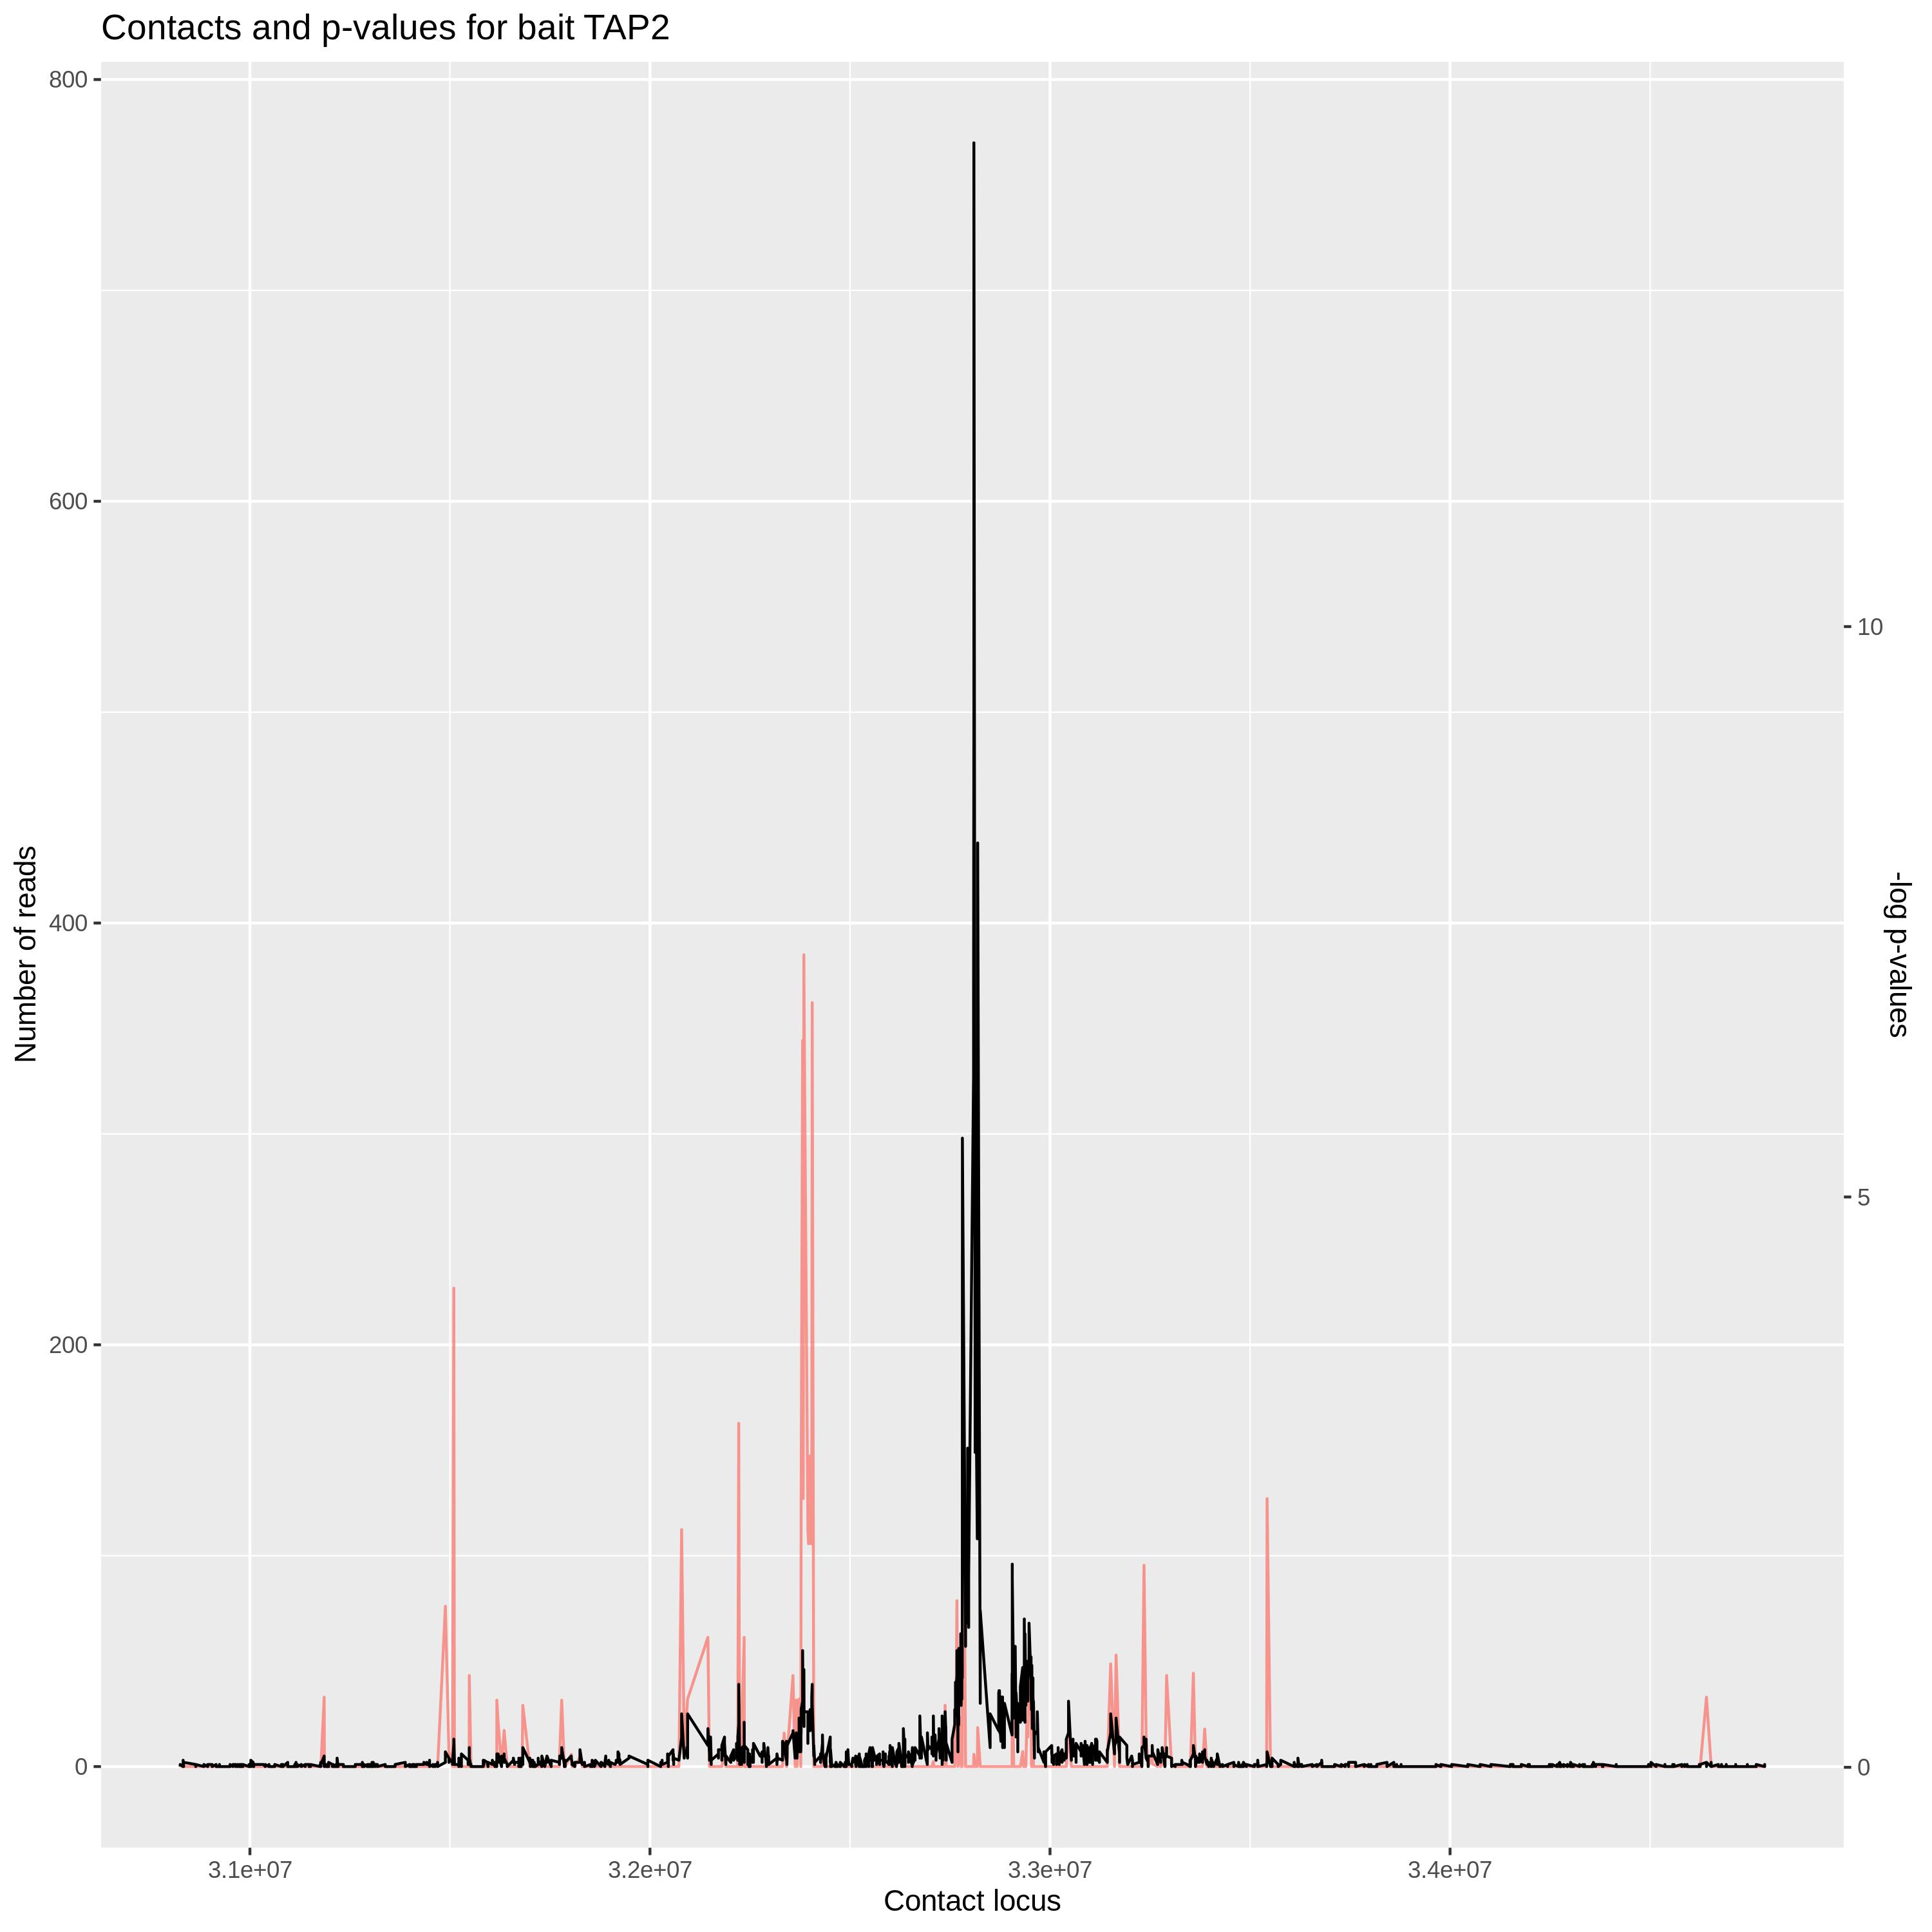 Contacts and p-values for bait TAP2
800
600
400
200
0
Number of reads
10
5
0
-log p-values
3.1e+07
3.2e+07
3.3e+07
3.4e+07
Contact locus